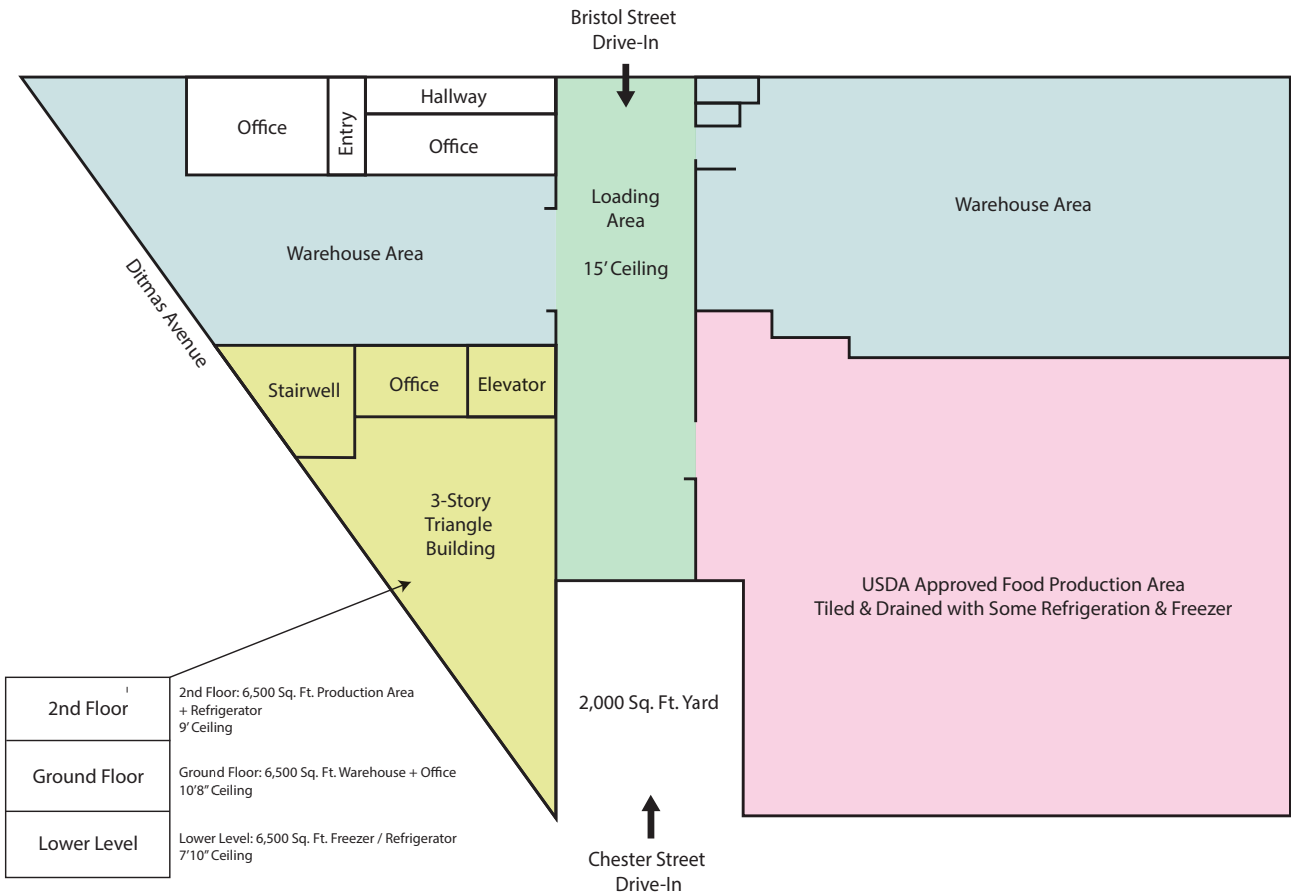 Bristol Street
Drive-In
Hallway
Office
Entry
Office
Loading
Area
15’ Ceiling
Warehouse Area
Warehouse Area
Ditmas Avenue
Stairwell
Office
Elevator
3-Story
Triangle
Building
USDA Approved Food Production Area
Tiled & Drained with Some Refrigeration & Freezer
2,000 Sq. Ft. Yard
2nd Floor
2nd Floor: 6,500 Sq. Ft. Production Area
+ Refrigerator
9’ Ceiling
Ground Floor
Ground Floor: 6,500 Sq. Ft. Warehouse + Office
10’8” Ceiling
Lower Level
Lower Level: 6,500 Sq. Ft. Freezer / Refrigerator
7’10” Ceiling
Chester Street
Drive-In